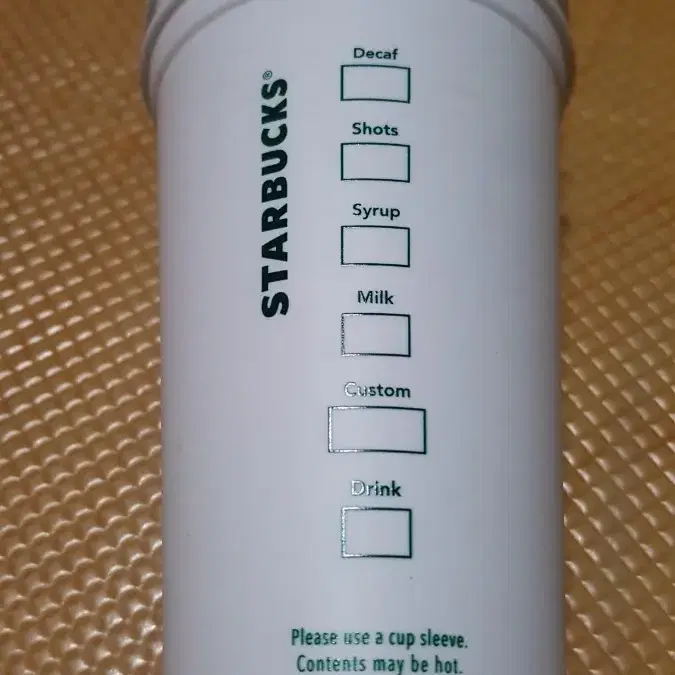 STARBUCKS®
Decaf
Shots
Syrup
Milk
Custom
Drink
Please use a cup sleeve.
Contents may be hot.